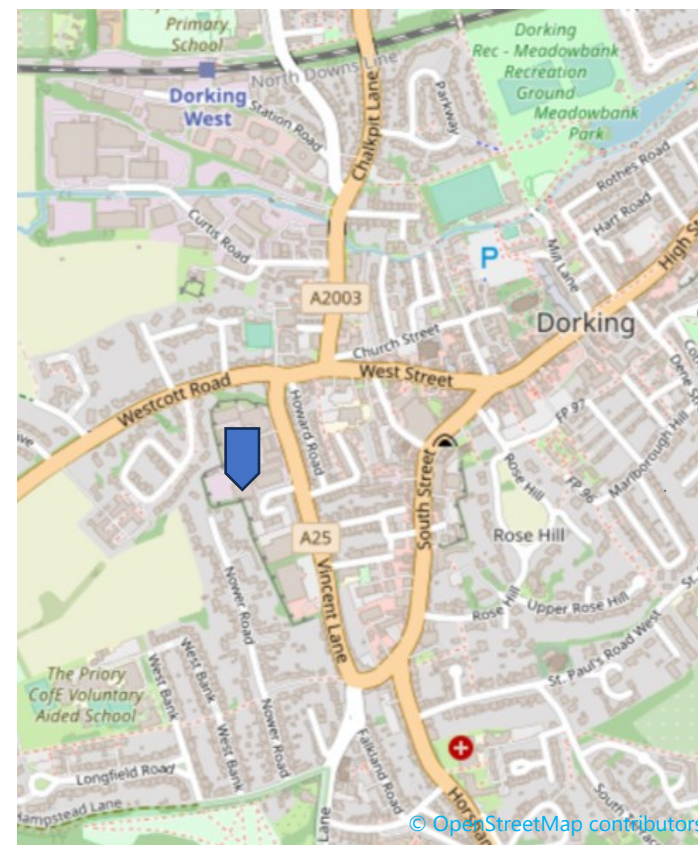 Primary
School
Dorking
Rec - Meadowbank
Recreation
Ground
Meadowbank
Park
North Downs Line
Dorking
West
Station Road
Chalkpit Lane
Parkway
Rothes Road
Hart Road
Curtis Road
P
Mill Lane
High S
A2003
Dorking
Church Street
West Street
Westcott Road
Howard Road
FP 97
Marlborough Hill
Dene
Rose Hill
FP 96
South Street
A25
Rose Hill
Vincent Lane
Nower Road
Rose Hill
Upper Rose Hill
St. Paul's Road West
St.
The Priory
CofE Voluntary
Aided School
West Bank
West Bank
West Bank
Nower Road
Falkland Road
Longfield Road
Hampstead Lane
Lane
South
Hor
© OpenStreetMap contributors